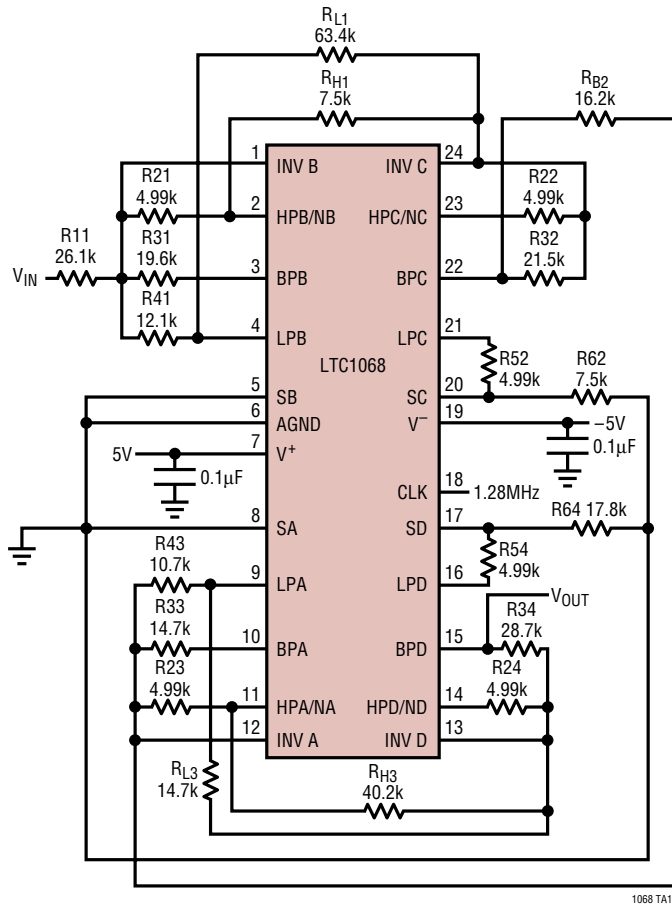 RL1
63.4k
RH1
7.5k
RB2
16.2k
1
INV B
INV C
24
R21
4.99k
R22
4.99k
2
HPB/NB
HPC/NC
23
R11
26.1k
R31
19.6k
R32
21.5k
VIN
3
BPB
BPC
22
R41
12.1k
4
LPB
LPC
21
LTC1068
R52
4.99k
R62
7.5k
5
SB
SC
20
6
AGND
V–
19
–5V
5V
7
V+
0.1µF
0.1µF
CLK
18
1.28MHz
8
SA
SD
17
R64 17.8k
R43
10.7k
R54
4.99k
9
LPA
LPD
16
VOUT
R33
14.7k
R34
28.7k
10
BPA
BPD
15
R23
4.99k
R24
4.99k
11
HPA/NA
HPD/ND
14
12
INV A
INV D
13
RL3
14.7k
RH3
40.2k
1068 TA1